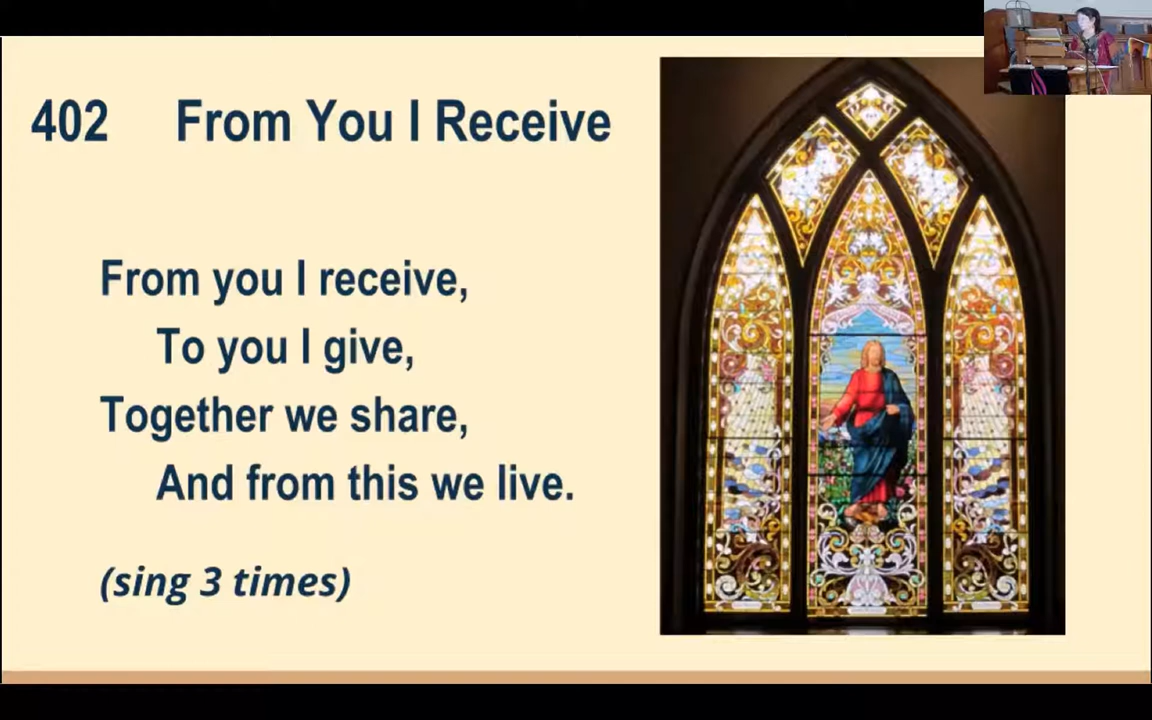 402 From You I Receive
From you I receive,
To you I give,
Together we share,
And from this we live.
(sing 3 times)